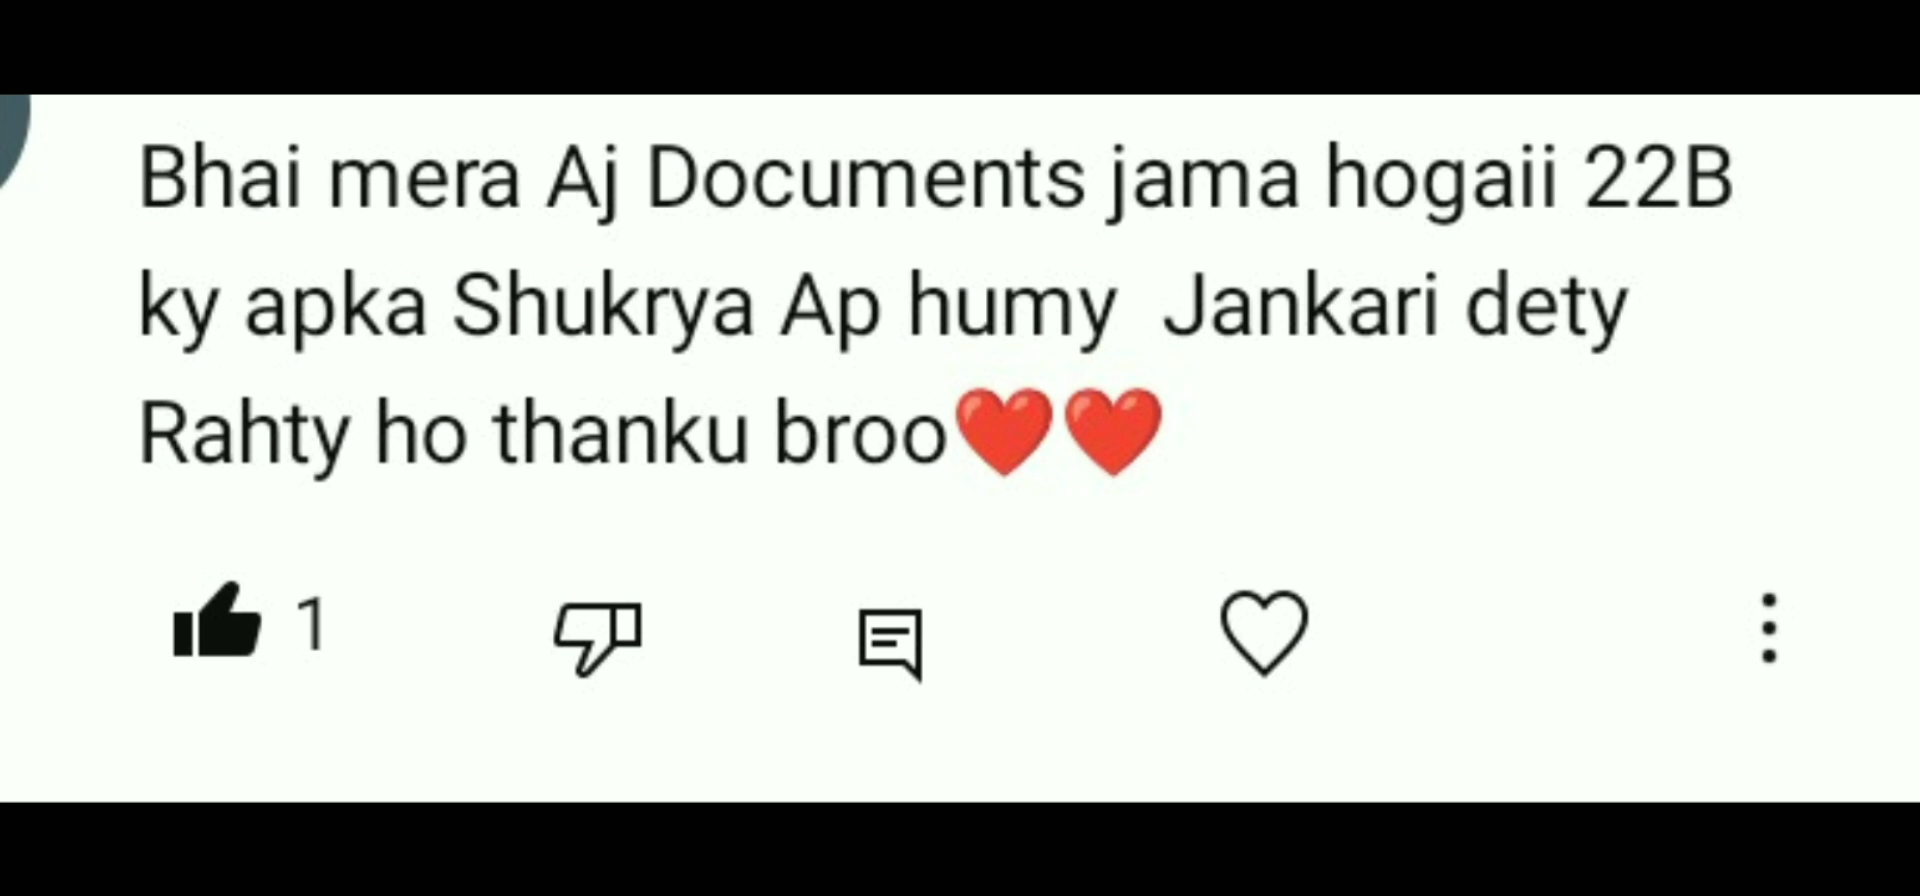 Bhai mera Aj Documents jama hogaii 22B
ky apka Shukrya Ap humy  Jankari dety
Rahty ho thanku broo❤️❤️
1